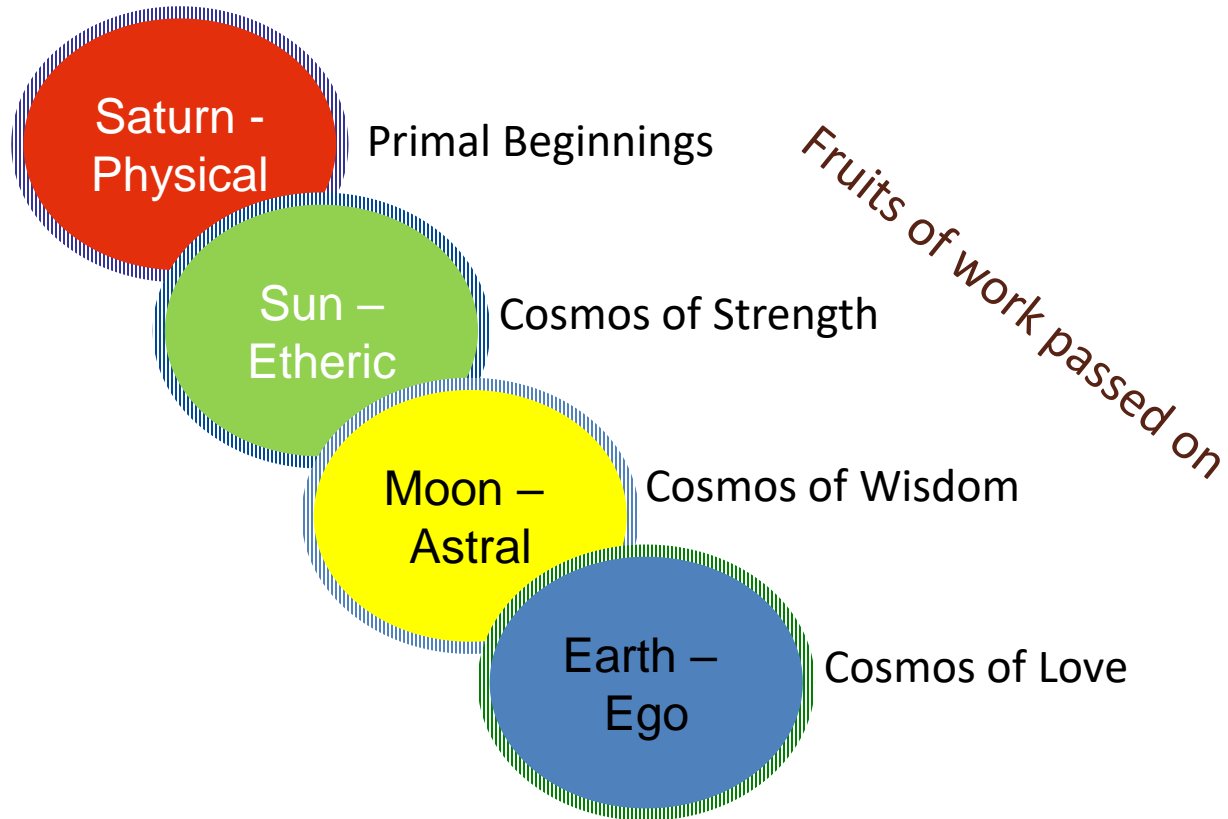 Saturn -
Physical
Primal Beginnings
Fruits of work passed on
Sun –
Etheric
Cosmos of Strength
Moon –
Astral
Cosmos of Wisdom
Earth –
Ego
Cosmos of Love